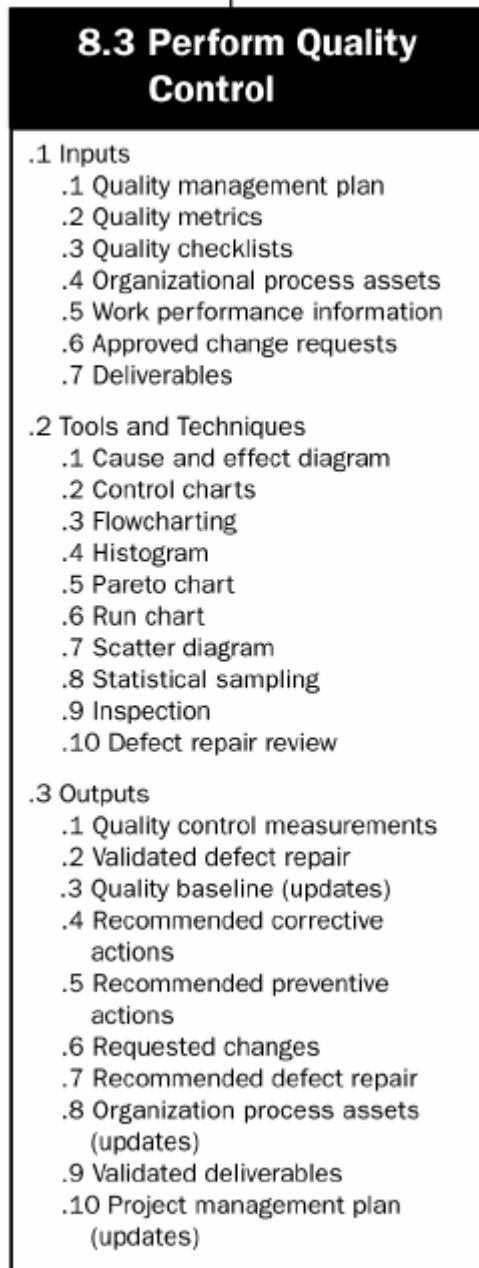 8.3 Perform Quality
Control
.1 Inputs
.1 Quality management plan
.2 Quality metrics
.3 Quality checklists
.4 Organizational process assets
.5 Work performance information
.6 Approved change requests
.7 Deliverables
.2 Tools and Techniques
.1 Cause and effect diagram
.2 Control charts
.3 Flowcharting
.4 Histogram
.5 Pareto chart
.6 Run chart
.7 Scatter diagram
.8 Statistical sampling
.9 Inspection
.10 Defect repair review
.3 Outputs
.1 Quality control measurements
.2 Validated defect repair
.3 Quality baseline (updates)
.4 Recommended corrective
actions
.5 Recommended preventive
actions
.6 Requested changes
.7 Recommended defect repair
.8 Organization process assets
(updates)
.9 Validated deliverables
.10 Project management plan
(updates)